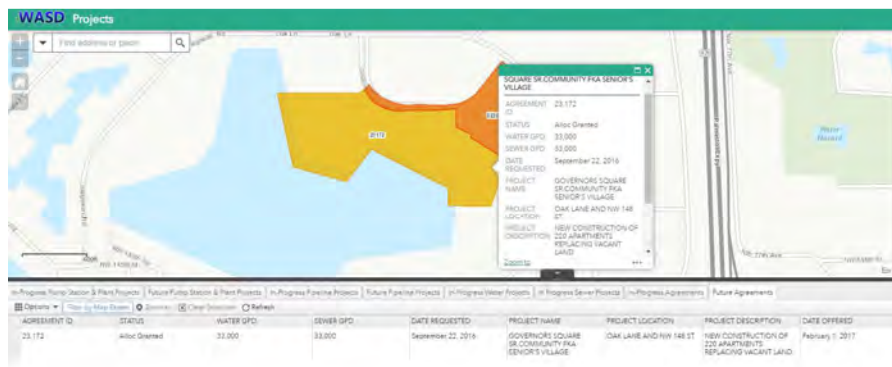 WASD Projects
Find address or place
SQUARE SR.COMMUNITY FKA SENIOR'S
VILLAGE
AGREEMENT ID 23,172
STATUS Alloc Granted
WATER GPD 33,000
SEWER GPD 33,000
DATE REQUESTED September 22, 2016
PROJECT NAME GOVERNORS SQUARE
SR.COMMUNITY FKA
SENIOR'S VILLAGE
PROJECT LOCATION OAK LANE AND NW 146
ST
PROJECT DESCRIPTION NEW CONSTRUCTION OF
220 APARTMENTS
REPLACING VACANT
LAND
Zoom to
23,172
Water
Hazard
In-Progress Pump Station & Plant Projects Future Pump Station & Plant Projects In-Progress Pipeline Projects Future Pipeline Projects In-Progress Water Projects In-Progress Sewer Projects In-Progress Agreements Future Agreements
Options Filter by Map Extent Zoom to Clear Selection Refresh
AGREEMENT ID STATUS WATER GPD SEWER GPD DATE REQUESTED PROJECT NAME PROJECT LOCATION PROJECT DESCRIPTION DATE OFFERED
23,172 Alloc Granted 33,000 33,000 September 22, 2016 GOVERNORS SQUARE OAK LANE AND NW 146 ST NEW CONSTRUCTION OF February 1, 2017
SR.COMMUNITY FKA 220 APARTMENTS
SENIOR'S VILLAGE REPLACING VACANT LAND